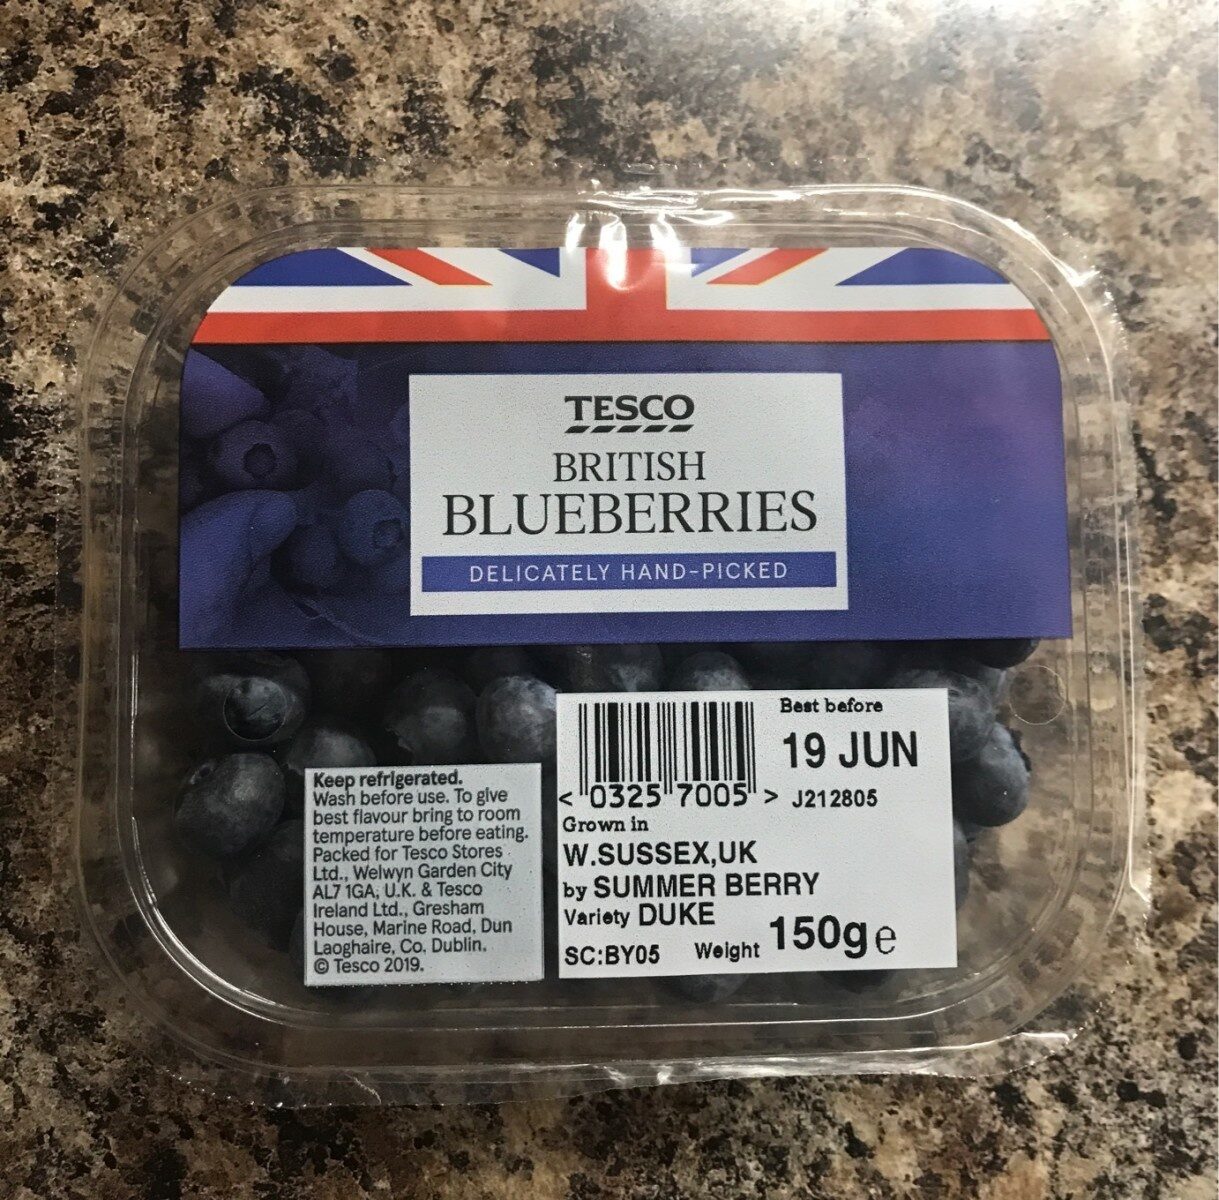 TESCO
BRITISH
BLUEBERRIES
DELICATELY HAND-PICKED
Keep refrigerated.
Wash before use. To give
best flavour bring to room
temperature before eating.
Packed for Tesco Stores
Ltd., Welwyn Garden City
AL7 1GA, U.K. & Tesco
Ireland Ltd., Gresham
House, Marine Road, Dun
Laoghaire, Co. Dublin.
© Tesco 2019.
Best before
19 JUN
< 0325 7005 > J212805
Grown in
W.SUSSEX,UK
by SUMMER BERRY
Variety DUKE
SC:BY05 Weight 150g e